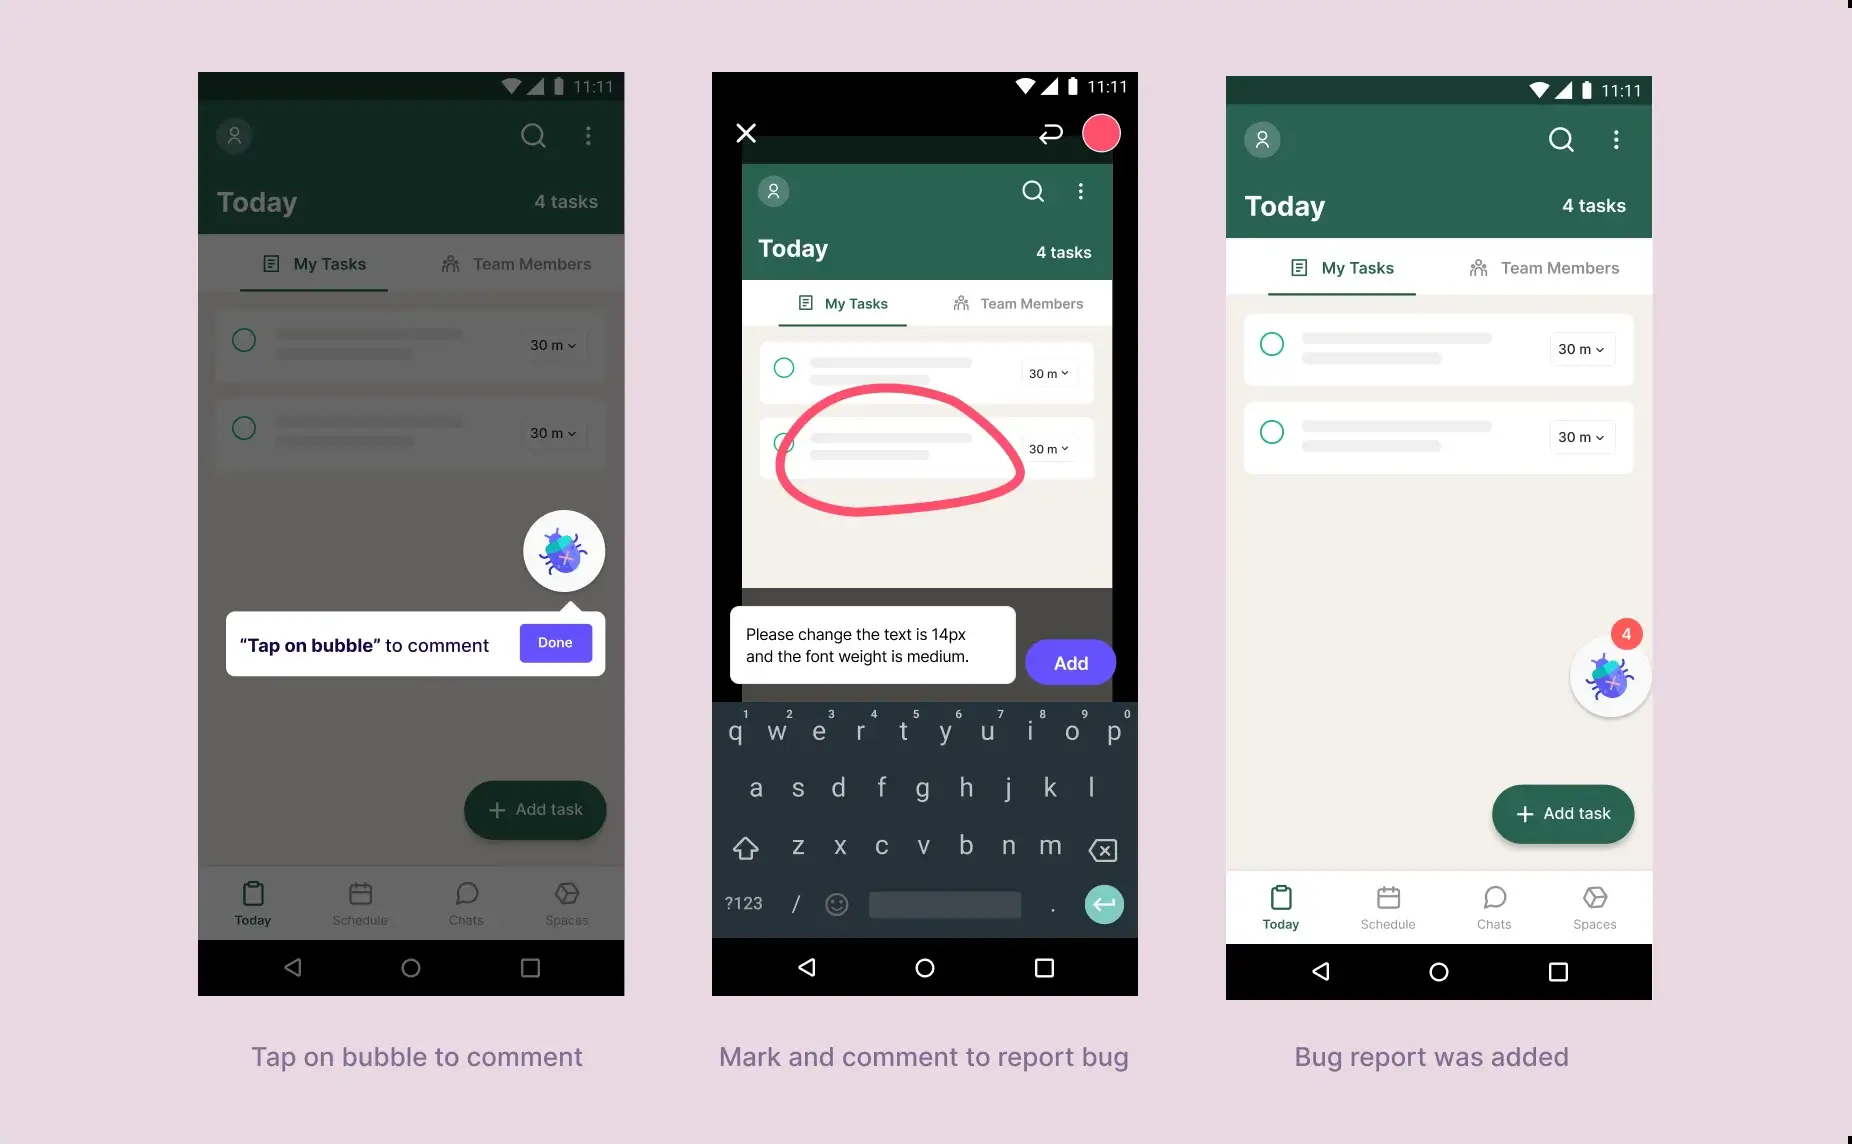 11:11
Today
4 tasks
My Tasks
Team Members
30 m
30 m
“Tap on bubble” to comment
Done
Add task
Today
Schedule
Chats
Spaces
Tap on bubble to comment
11:11
Today
4 tasks
My Tasks
Team Members
30 m
30 m
Please change the text is 14px
and the font weight is medium.
Add
1 2 3 4 5 6 7 8 9 0
q w e r t y u i o p
a s d f g h j k l
z x c v b n m
?123 / .
Mark and comment to report bug
11:11
Today
4 tasks
My Tasks
Team Members
30 m
30 m
4
Add task
Today
Schedule
Chats
Spaces
Bug report was added